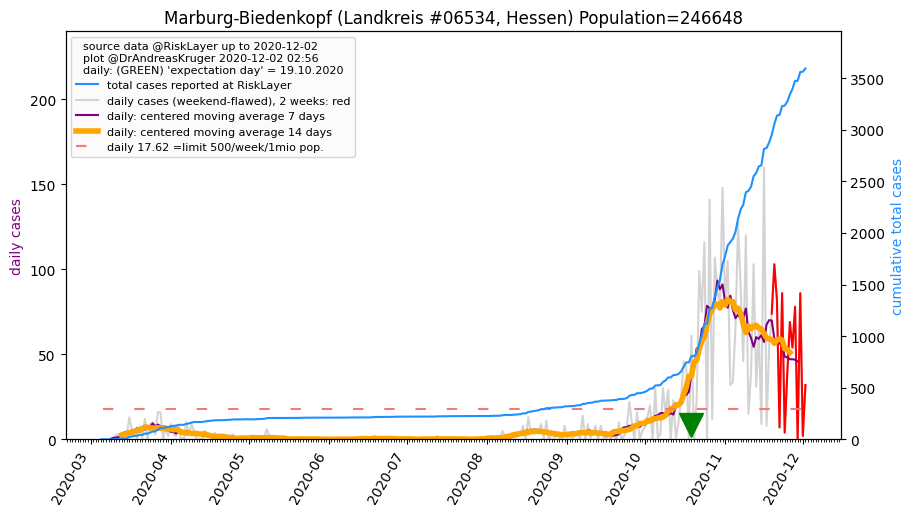 Marburg-Biedenkopf (Landkreis #06534, Hessen) Population=246648
source data @RiskLayer up to 2020-12-02
plot @DrAndreasKruger 2020-12-02 02:56
daily: (GREEN) 'expectation day' = 19.10.2020
total cases reported at RiskLayer
daily cases (weekend-flawed), 2 weeks: red
daily: centered moving average 7 days
daily: centered moving average 14 days
daily 17.62 =limit 500/week/1mio pop.
daily cases
200
150
100
50
0
cumulative total cases
3500
3000
2500
2000
1500
1000
500
0
2020-03
2020-04
2020-05
2020-06
2020-07
2020-08
2020-09
2020-10
2020-11
2020-12